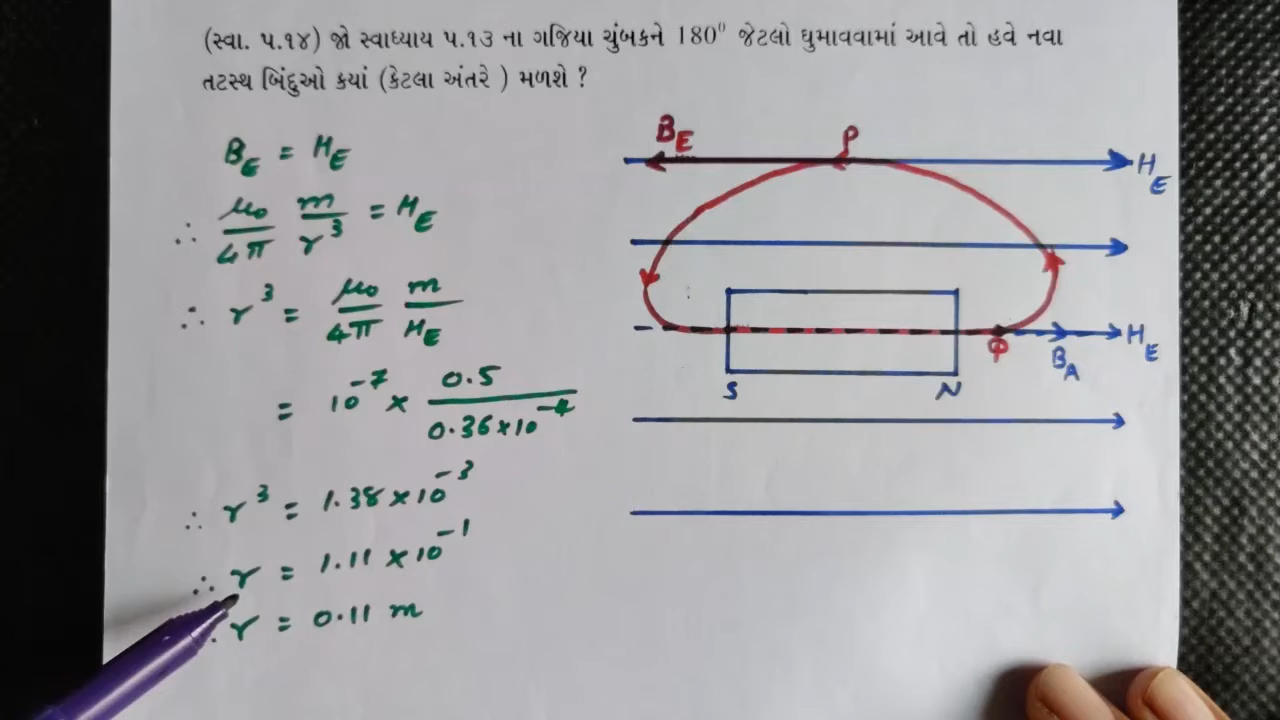 (સ્વા. ૫.૧૪) જો સ્વાધ્યાય ૫.૧૩ ના ગજિયા ચુંબકને 180⁰ જેટલો ઘુમાવવામાં આવે તો હવે નવા
તટસ્થ બિંદુઓ કયાં (કેટલા અંતરે ) મળશે ?
B_E = H_E
∴ μ₀/4π m/r³ = H_E
∴ r³ = μ₀/4π m/H_E
= 10⁻⁷ × 0.5/0.36×10⁻⁴
∴ r³ = 1.38×10⁻³
∴ r = 1.11 × 10⁻¹
r = 0.11 m
B_E
P
H_E
H_E
φ
B_A
S
N